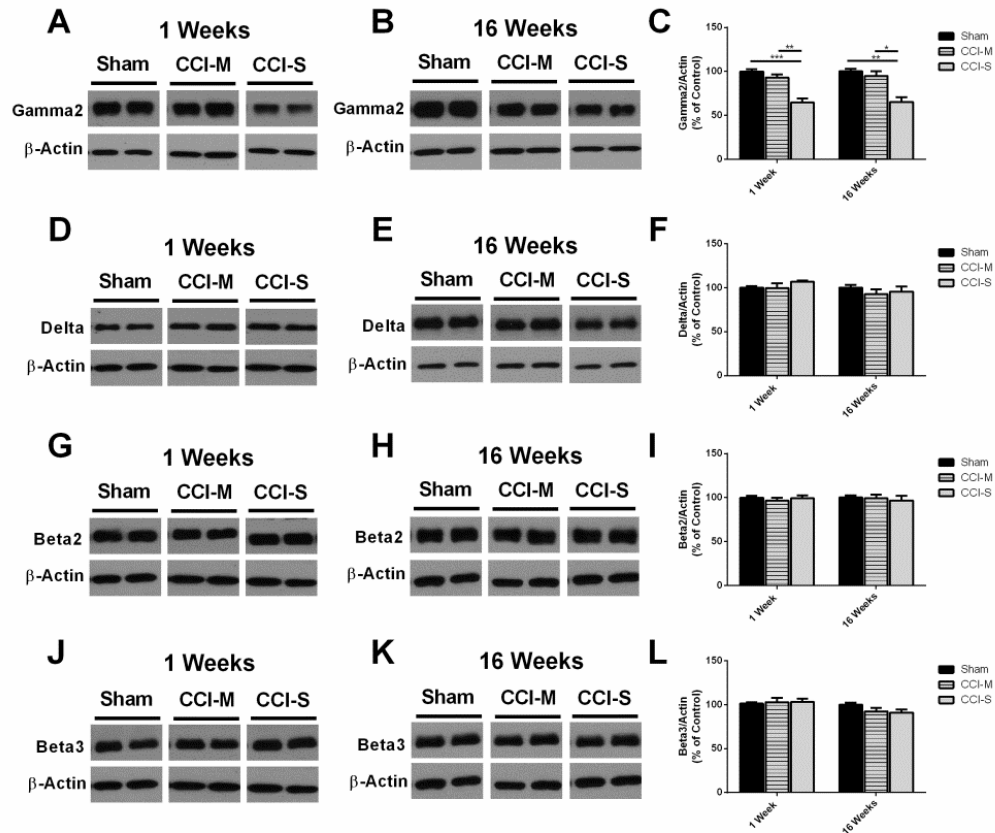 A
1 Weeks
Sham CCI-M CCI-S
Gamma2
β-Actin
B
16 Weeks
Sham CCI-M CCI-S
Gamma2
β-Actin
C
Gamma2/Actin
(% of Control)
150
100
50
0
** *
*** **
1 Week
16 Weeks
Sham
CCI-M
CCI-S
D
1 Weeks
Sham CCI-M CCI-S
Delta
β-Actin
E
16 Weeks
Sham CCI-M CCI-S
Delta
β-Actin
F
Delta/Actin
(% of Control)
150
100
50
0
1 Week
16 Weeks
Sham
CCI-M
CCI-S
G
1 Weeks
Sham CCI-M CCI-S
Beta2
β-Actin
H
16 Weeks
Sham CCI-M CCI-S
Beta2
β-Actin
I
Beta2/Actin
(% of Control)
150
100
50
0
1 Week
16 Weeks
Sham
CCI-M
CCI-S
J
1 Weeks
Sham CCI-M CCI-S
Beta3
β-Actin
K
16 Weeks
Sham CCI-M CCI-S
Beta3
β-Actin
L
Beta3/Actin
(% of Control)
150
100
50
0
1 Week
16 Weeks
Sham
CCI-M
CCI-S